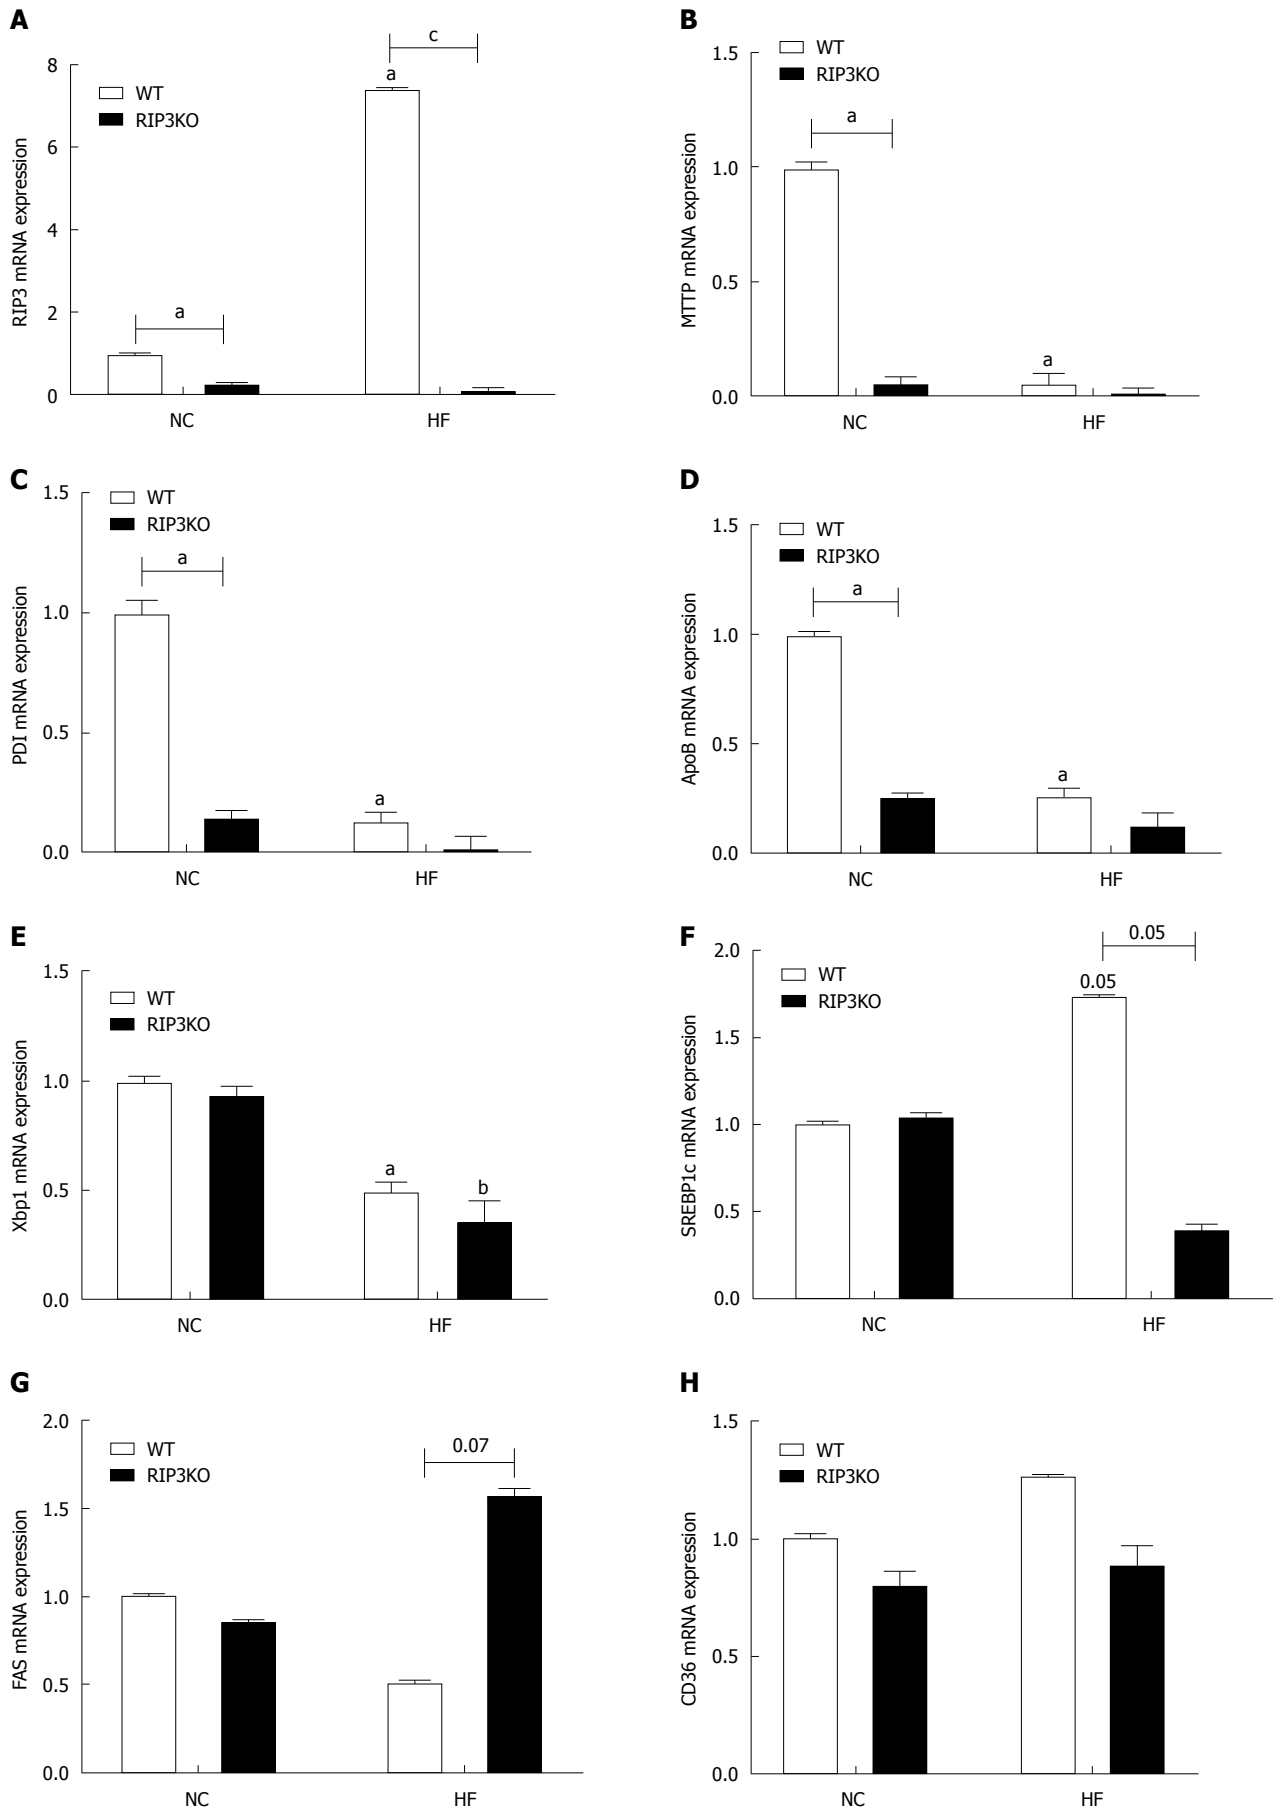 A
c
8
a
WT
RIP3KO
6
4
2
a
0
RIP3 mRNA expression
NC
HF
B
1.5
WT
RIP3KO
a
1.0
0.5
a
0.0
MTTP mRNA expression
NC
HF
C
1.5
WT
RIP3KO
a
1.0
0.5
a
0.0
PDI mRNA expression
NC
HF
D
1.5
WT
RIP3KO
a
1.0
0.5
a
0.0
ApoB mRNA expression
NC
HF
E
1.5
WT
RIP3KO
1.0
a
b
0.5
0.0
Xbp1 mRNA expression
NC
HF
F
0.05
2.0
WT
0.05
RIP3KO
1.5
1.0
0.5
0.0
SREBP1c mRNA expression
NC
HF
G
2.0
WT
0.07
RIP3KO
1.5
1.0
0.5
0.0
FAS mRNA expression
NC
HF
H
1.5
WT
RIP3KO
1.0
0.5
0.0
CD36 mRNA expression
NC
HF